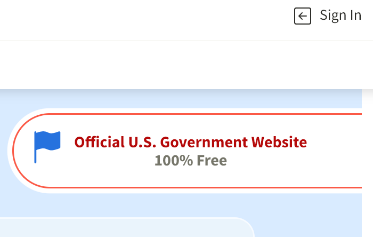 Sign In
Official U.S. Government Website
100% Free